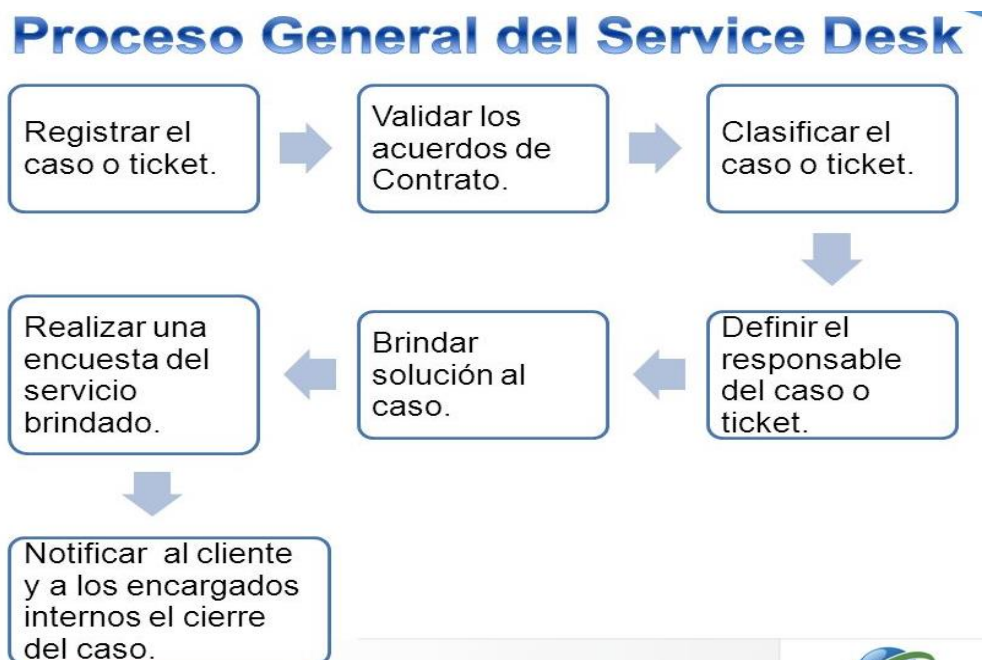 Proceso General del Service Desk
Registrar el
caso o ticket.
Validar los
acuerdos de
Contrato.
Clasificar el
caso o ticket.
Definir el
responsable
del caso o
ticket.
Brindar
solución al
caso.
Realizar una
encuesta del
servicio
brindado.
Notificar al cliente
y a los encargados
internos el cierre
del caso.